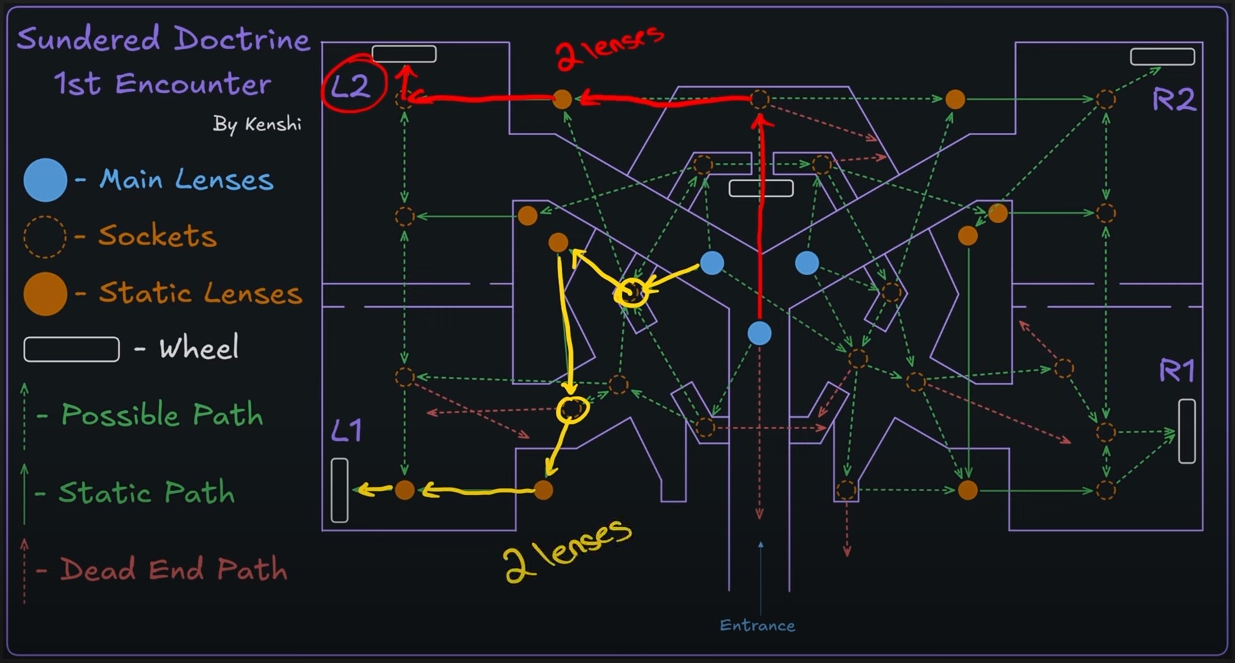 Sundered Doctrine
1st Encounter
By Kenshi
- Main Lenses
- Sockets
- Static Lenses
- Wheel
- Possible Path
- Static Path
- Dead End Path
2 lenses
L2
R2
L1
R1
2 lenses
Entrance